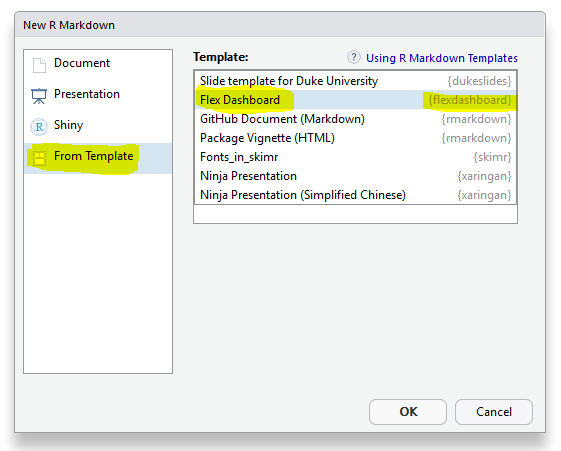 New R Markdown
Document
Presentation
Shiny
From Template
Template:
? Using R Markdown Templates
Slide template for Duke University {dukeslides}
Flex Dashboard {flexdashboard}
GitHub Document (Markdown) {rmarkdown}
Package Vignette (HTML) {rmarkdown}
Fonts_in_skimr {skimr}
Ninja Presentation {xaringan}
Ninja Presentation (Simplified Chinese) {xaringan}
OK Cancel